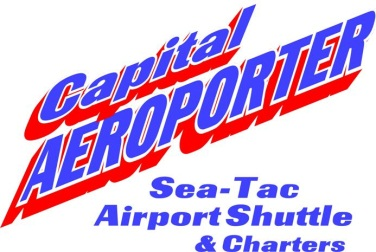 Capital
AEROPORTER
Sea-Tac
Airport Shuttle
& Charters